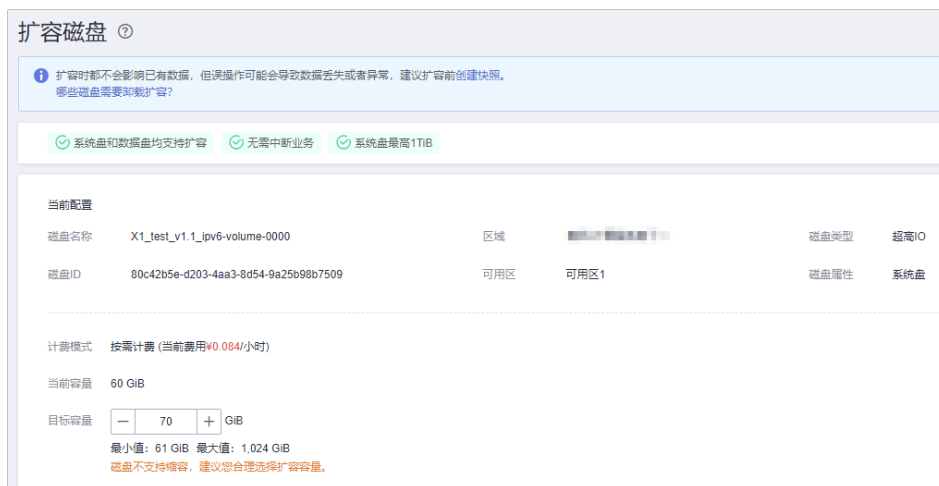 扩容磁盘 ?
扩容时都不会影响已有数据，但误操作可能会导致数据丢失或者异常，建议扩容前创建快照。
哪些磁盘需要卸载扩容？
系统盘和数据盘均支持扩容 无需中断业务 系统盘最高1TiB
当前配置
磁盘名称 X1_test_v1.1_ipv6-volume-0000 区域 磁盘类型 超高IO
磁盘ID 80c42b5e-d203-4aa3-8d54-9a25b98b7509 可用区 可用区1 磁盘属性 系统盘
计费模式 按需计费 (当前费用¥0.084/小时)
当前容量 60 GiB
目标容量 − 70 + GiB
最小值：61 GiB 最大值：1,024 GiB
磁盘不支持缩容，建议您合理选择扩容容量。